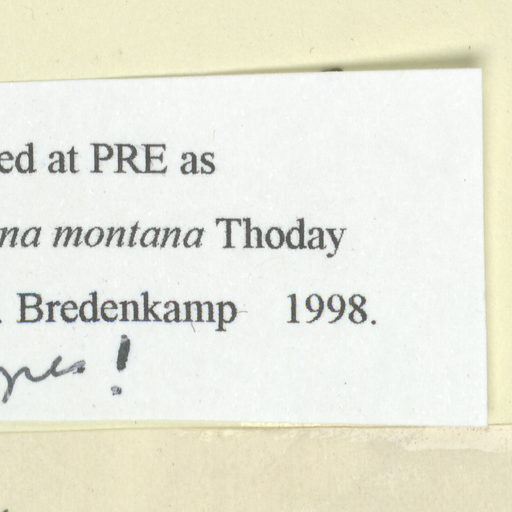 ed at PRE as
na montana Thoday
. Bredenkamp 1998.